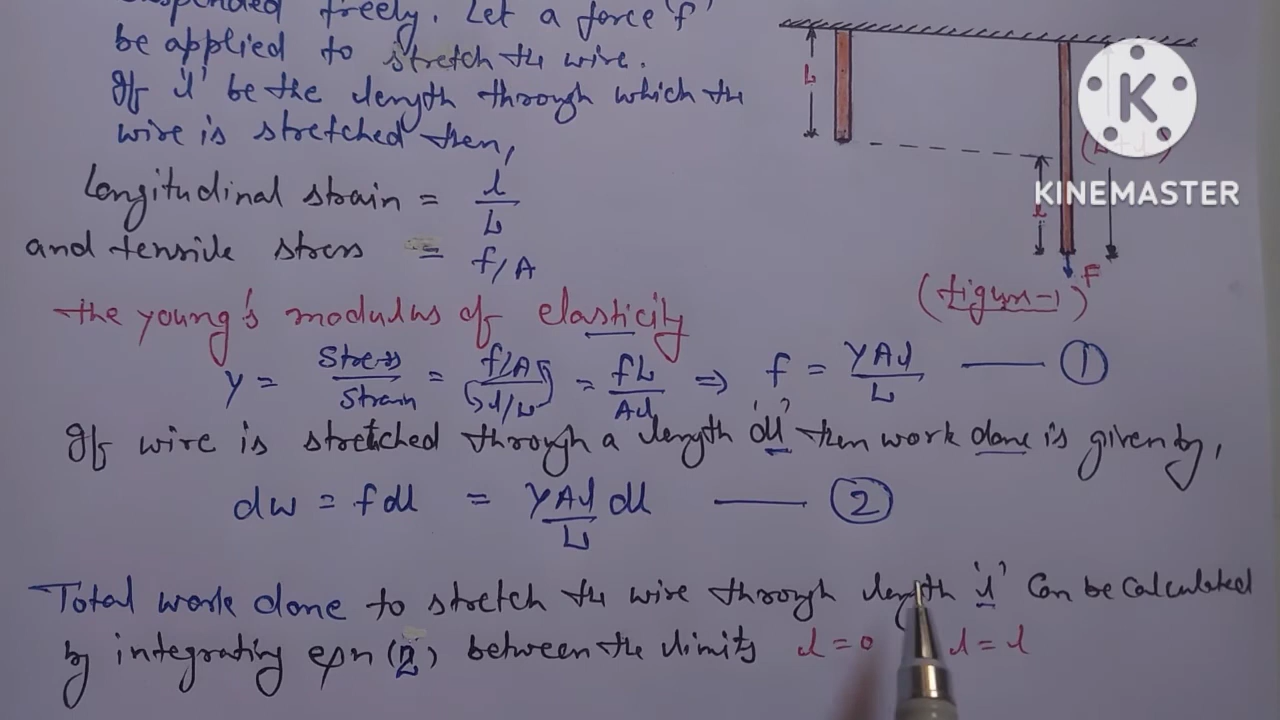 freely. Let a force 'f'
be applied to stretch the wire.
If 'l' be the length through which the
wire is stretched then,
Longitudinal strain = l/L
and tensile stress = f/A
The young's modulus of elasticity
Y = Stress/Strain = (f/A)/(l/L) = fL/Al ⇒ f = YAl/L —— ①
If wire is stretched through a length 'dl' then work done is given by,
dw = fdl = YAl/L dl —— ②
Total work done to stretch the wire through length 'l' can be calculated
by integrating eqn (2) between the limits l=0 l=l
L
l
F
(figure-1)
K
KINEMASTER